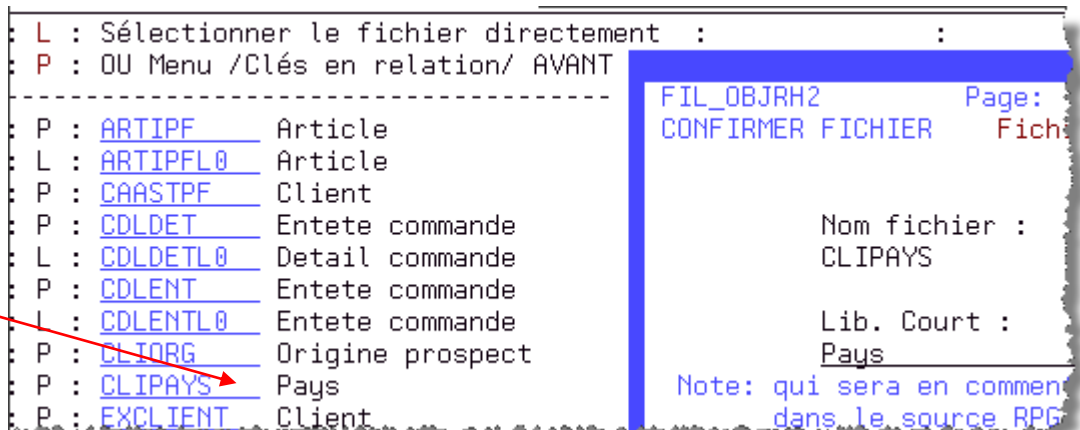 : L : Sélectionner le fichier directement : :
: P : OU Menu /Clés en relation/ AVANT
: P : ARTIPF Article
: L : ARTIPFL0 Article
: P : CAASTPF Client
: P : CDLDET Entete commande
: L : CDLDETL0 Detail commande
: P : CDLENT Entete commande
: L : CDLENTL0 Entete commande
: P : CLIORG Origine prospect
: P : CLIPAYS Pays
: P : EXCLIENT Client
FIL_OBJRH2 Page:
CONFIRMER FICHIER
Nom fichier :
CLIPAYS
Lib. Court :
Pays
Note: qui sera en
dans le source RPG